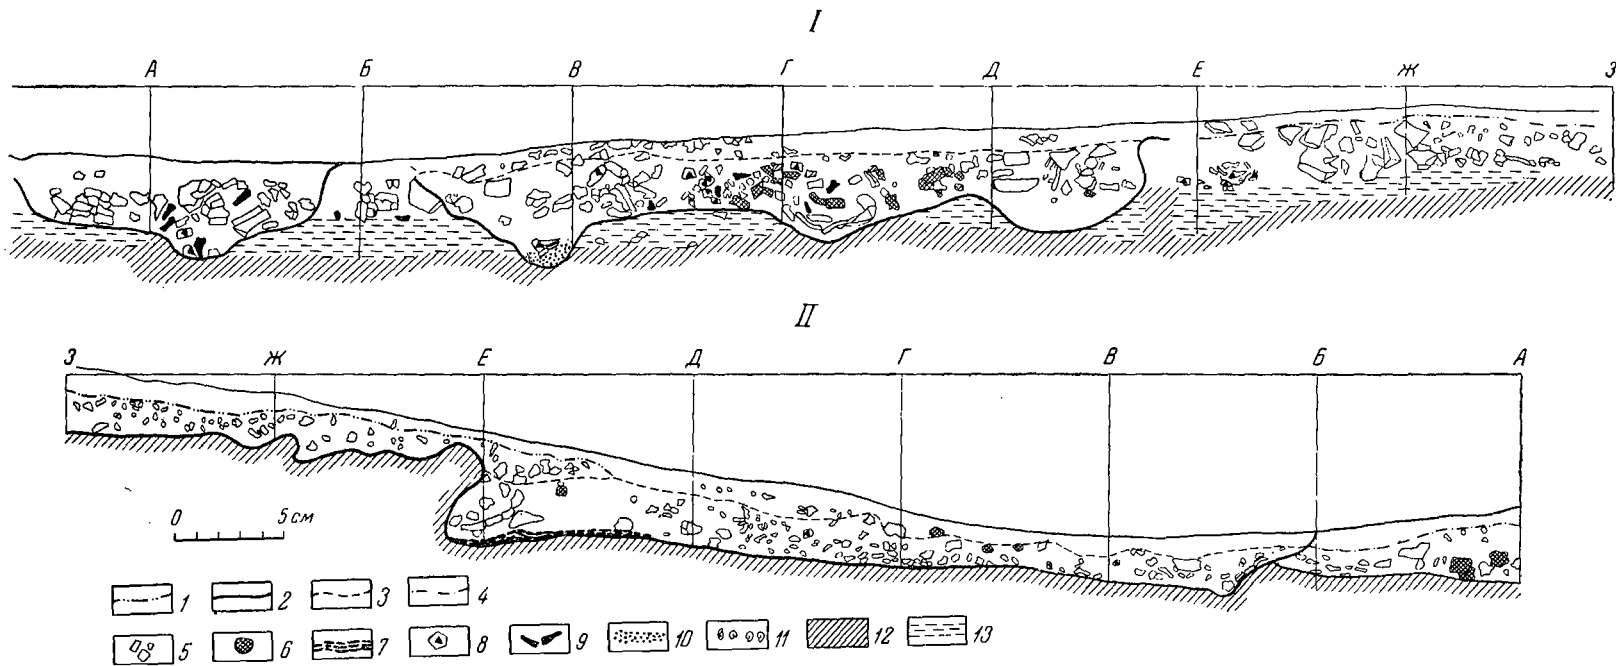 I
А Б В Г Д Е Ж З
II
З Ж Е Д Г В Б А
0 5 см
1 2 3 4
5 6 7 8 9 10 11 12 13